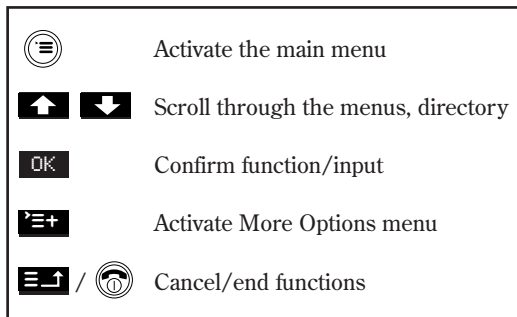 Activate the main menu
Scroll through the menus, directory
OK Confirm function/input
Activate More Options menu
/ Cancel/end functions